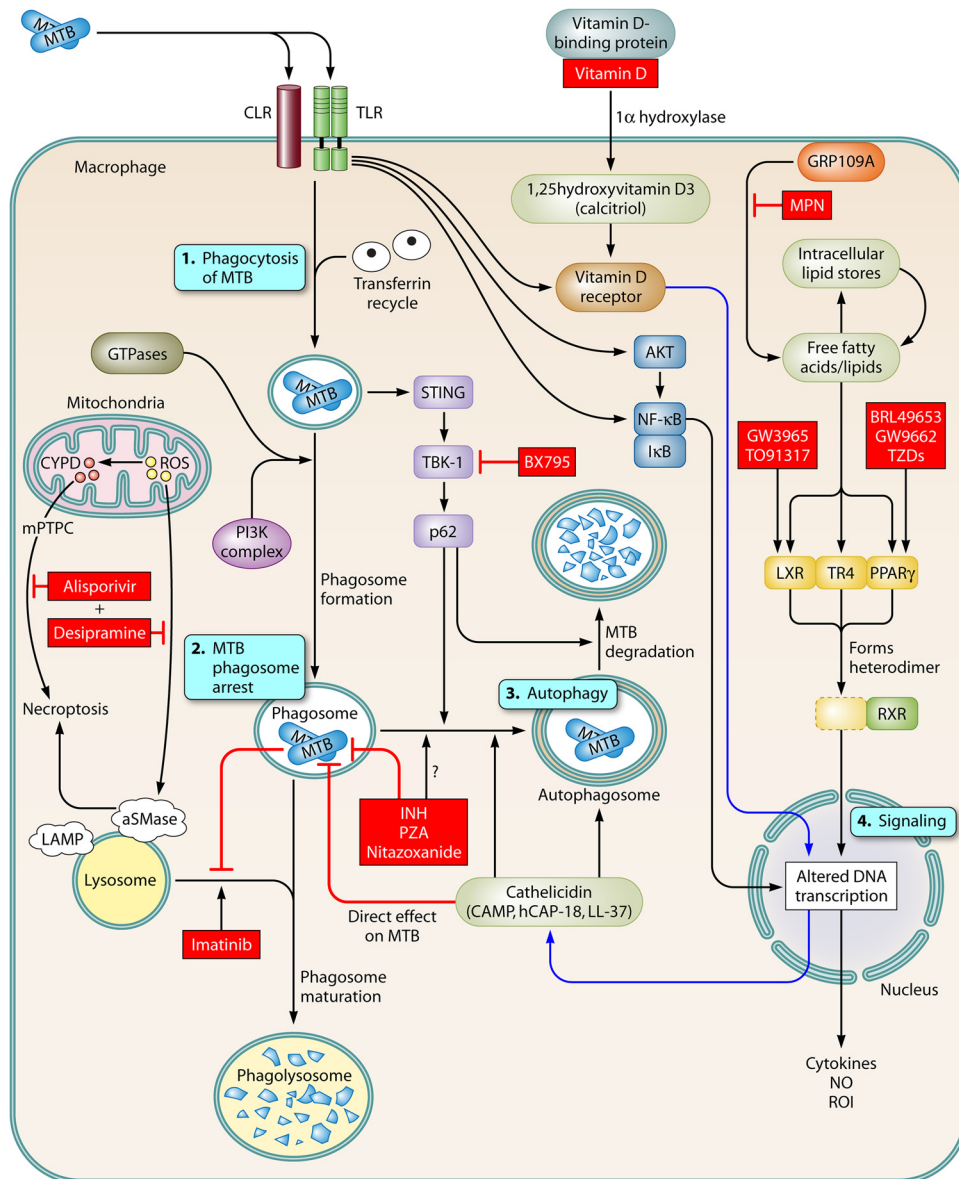 MTB
MTB
CLR
TLR
Vitamin D-
binding protein
Vitamin D
1α hydroxylase
Macrophage
1,25hydroxyvitamin D3
(calcitriol)
GRP109A
MPN
1. Phagocytosis
of MTB
Transferrin
recycle
Vitamin D
receptor
Intracellular
lipid stores
Free fatty
acids/lipids
GTPases
MTB
MTB
STING
AKT
NF-κB
IκB
Mitochondria
CYPD
ROS
mPTPC
TBK-1
BX795
GW3965
TO91317
BRL49653
GW9662
TZDs
PI3K
complex
p62
Phagosome
formation
LXR
TR4
PPARγ
Alisporivir
+
Desipramine
MTB
degradation
Forms
heterodimer
2. MTB
phagosome
arrest
3. Autophagy
Necroptosis
Phagosome
MTB
MTB
MTB
MTB
RXR
?
Autophagosome
INH
PZA
Nitazoxanide
4. Signaling
aSMase
LAMP
Lysosome
Altered DNA
transcription
Cathelicidin
(CAMP, hCAP-18, LL-37)
Direct effect
on MTB
Imatinib
Phagosome
maturation
Nucleus
Phagolysosome
Cytokines
NO
ROI